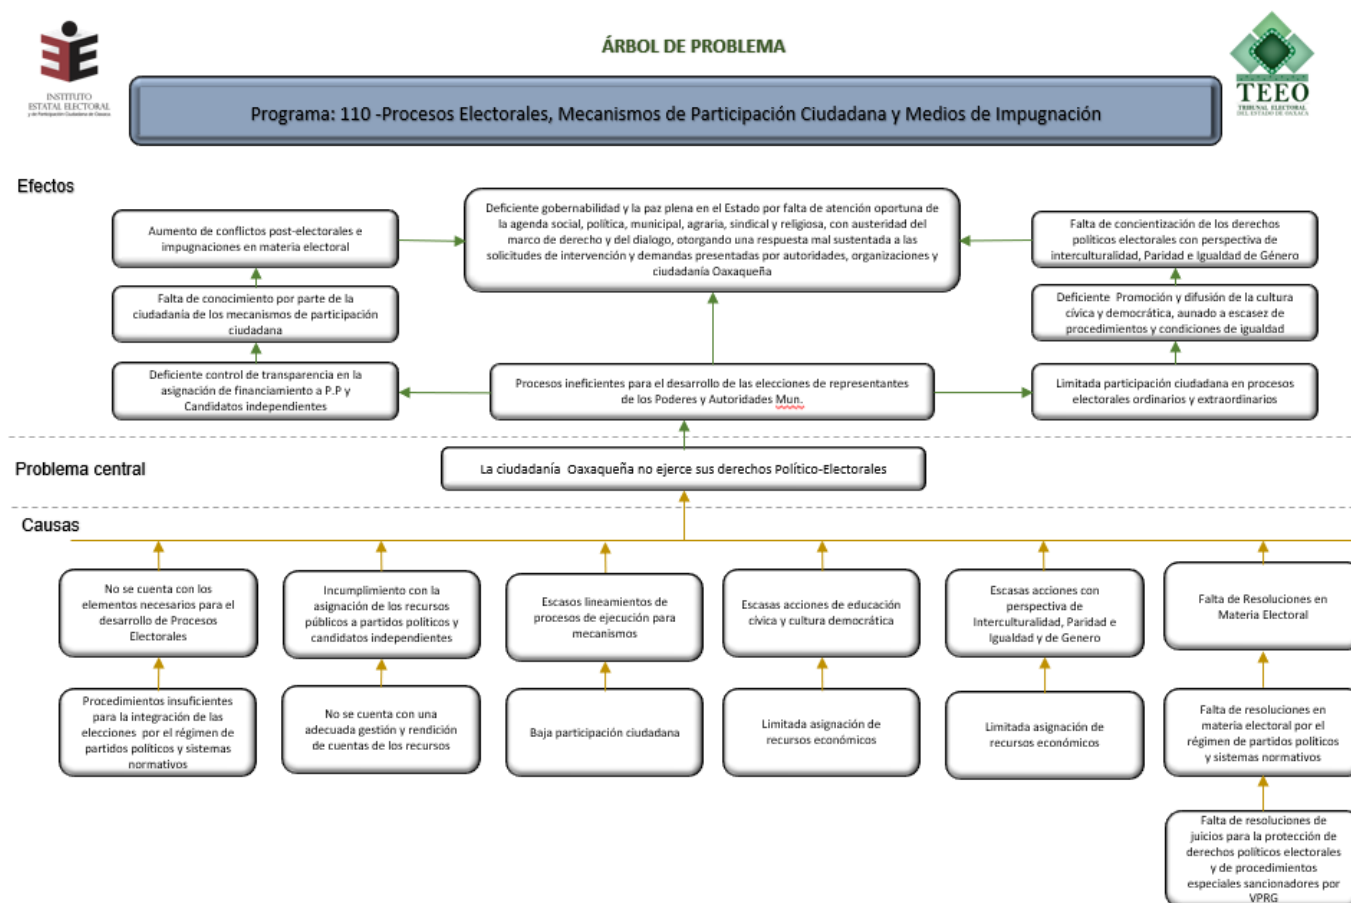 ÁRBOL DE PROBLEMA
INSTITUTO
ESTATAL ELECTORAL
y de Participación Ciudadana de Oaxaca
TEEO
TRIBUNAL ELECTORAL
DEL ESTADO DE OAXACA
Programa: 110 -Procesos Electorales, Mecanismos de Participación Ciudadana y Medios de Impugnación
Efectos
Aumento de conflictos post-electorales e
impugnaciones en materia electoral
Falta de conocimiento por parte de la
ciudadanía de los mecanismos de participación
ciudadana
Deficiente control de transparencia en la
asignación de financiamiento a P.P y
Candidatos independientes
Deficiente gobernabilidad y la paz plena en el Estado por falta de atención oportuna de
la agenda social, política, municipal, agraria, sindical y religiosa, con austeridad del
marco de derecho y del dialogo, otorgando una respuesta mal sustentada a las
solicitudes de intervención y demandas presentadas por autoridades, organizaciones y
ciudadanía Oaxaqueña
Procesos ineficientes para el desarrollo de las elecciones de representantes
de los Poderes y Autoridades Mun.
Falta de concientización de los derechos
políticos electorales con perspectiva de
interculturalidad, Paridad e Igualdad de Género
Deficiente Promoción y difusión de la cultura
cívica y democrática, aunado a escasez de
procedimientos y condiciones de igualdad
Limitada participación ciudadana en procesos
electorales ordinarios y extraordinarios
Problema central
La ciudadanía Oaxaqueña no ejerce sus derechos Político-Electorales
Causas
No se cuenta con los
elementos necesarios para el
desarrollo de Procesos
Electorales
Incumplimiento con la
asignación de los recursos
públicos a partidos políticos y
candidatos independientes
Escasos lineamientos de
procesos de ejecución para
mecanismos
Escasas acciones de educación
cívica y cultura democrática
Escasas acciones con
perspectiva de
Interculturalidad, Paridad e
Igualdad y de Genero
Falta de Resoluciones en
Materia Electoral
Procedimientos insuficientes
para la integración de las
elecciones por el régimen de
partidos políticos y sistemas
normativos
No se cuenta con una
adecuada gestión y rendición
de cuentas de los recursos
Baja participación ciudadana
Limitada asignación de
recursos económicos
Limitada asignación de
recursos económicos
Falta de resoluciones en
materia electoral por el
régimen de partidos políticos
y sistemas normativos
Falta de resoluciones de
juicios para la protección de
derechos políticos electorales
y de procedimientos
especiales sancionadores por
VPRG